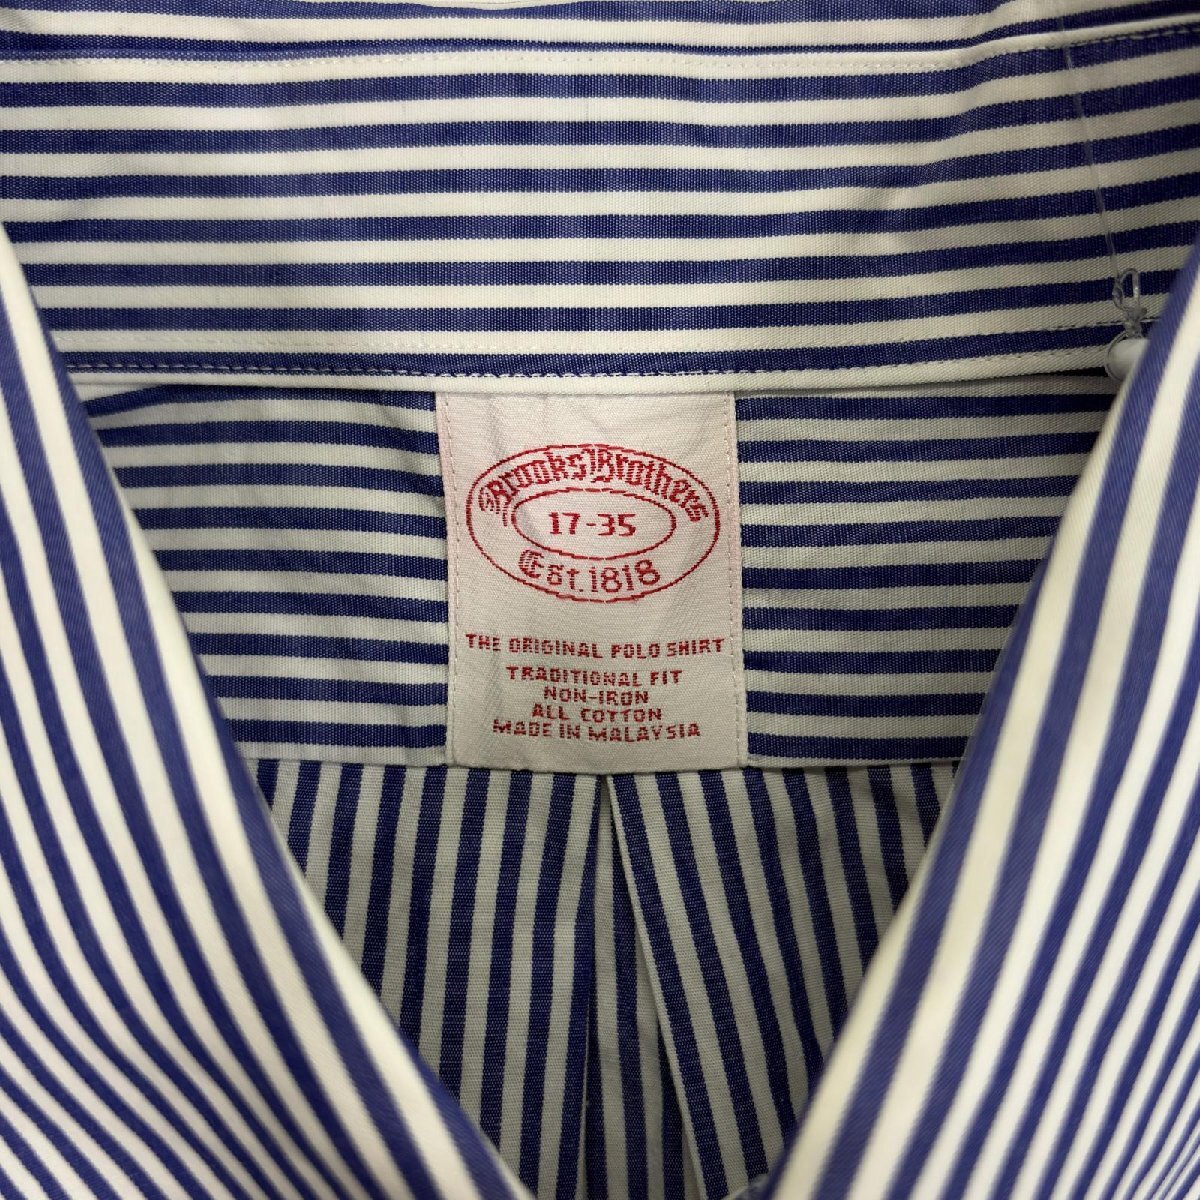 Brooks Brothers
17-35
Est. 1818
THE ORIGINAL POLO SHIRT
TRADITIONAL FIT
NON-IRON
ALL COTTON
MADE IN MALAYSIA